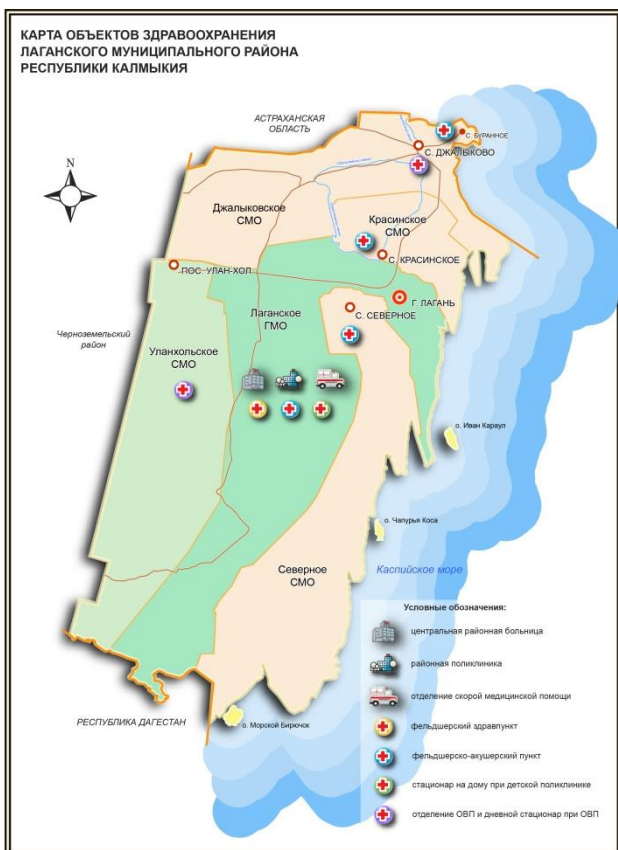 КАРТА ОБЪЕКТОВ ЗДРАВООХРАНЕНИЯ
ЛАГАНСКОГО МУНИЦИПАЛЬНОГО РАЙОНА
РЕСПУБЛИКИ КАЛМЫКИЯ
АСТРАХАНСКАЯ
ОБЛАСТЬ
С. БУРАННОЕ
С. ДЖАЛЫКОВО
N
Джалыковское
СМО
Красинское
СМО
С. КРАСИНСКОЕ
ПОС. УЛАН-ХОЛ
Г. ЛАГАНЬ
Лаганское
ГМО
С. СЕВЕРНОЕ
Черноземельский
район
Уланхольское
СМО
о. Иван Караул
о. Чапурья Коса
Северное
СМО
Каспийское море
Условные обозначения:
центральная районная больница
районная поликлиника
отделение скорой медицинской помощи
фельдшерский здравпункт
фельдшерско-акушерский пункт
стационар на дому при детской поликлинике
отделение ОВП и дневной стационар при ОВП
РЕСПУБЛИКА ДАГЕСТАН
о. Морской Бирючок